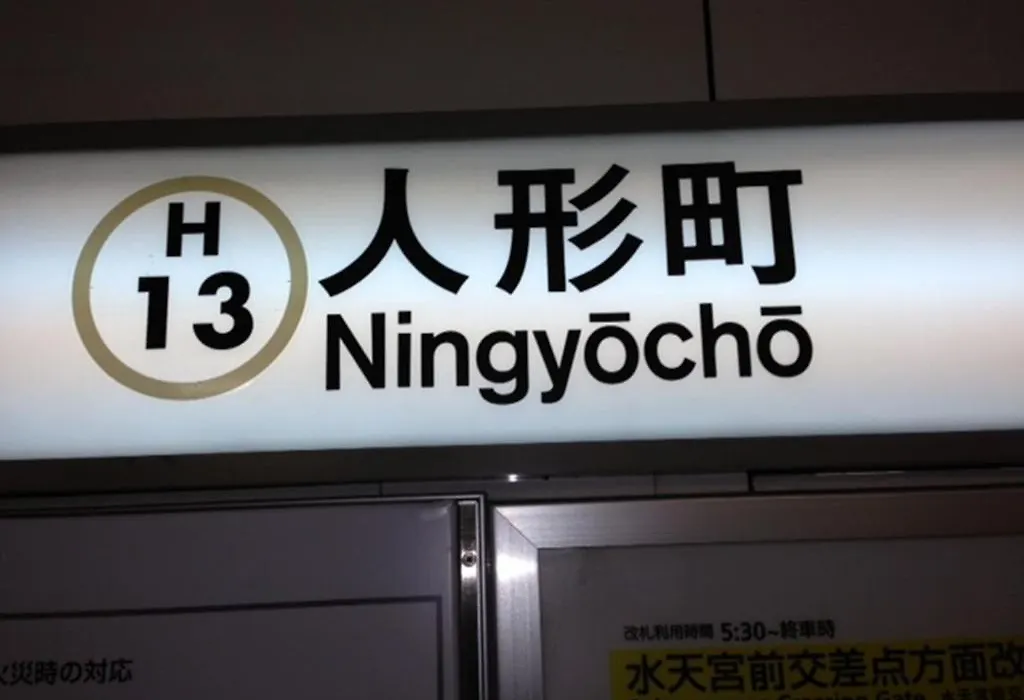 H
13
人形町
Ningyōchō
火災時の対応
改札利用時間 5:30~終車時
水天宮前交差点方面改